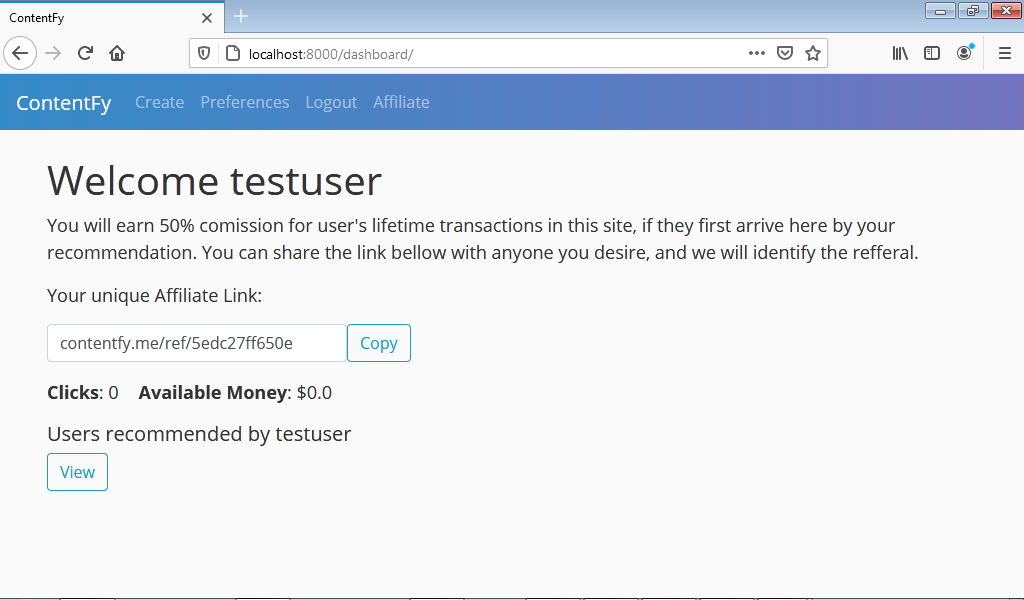 ContentFy
localhost:8000/dashboard/
ContentFy Create Preferences Logout Affiliate
Welcome testuser
You will earn 50% comission for user's lifetime transactions in this site, if they first arrive here by your
recommendation. You can share the link bellow with anyone you desire, and we will identify the refferal.
Your unique Affiliate Link:
contentfy.me/ref/5edc27ff650e Copy
Clicks: 0 Available Money: $0.0
Users recommended by testuser
View